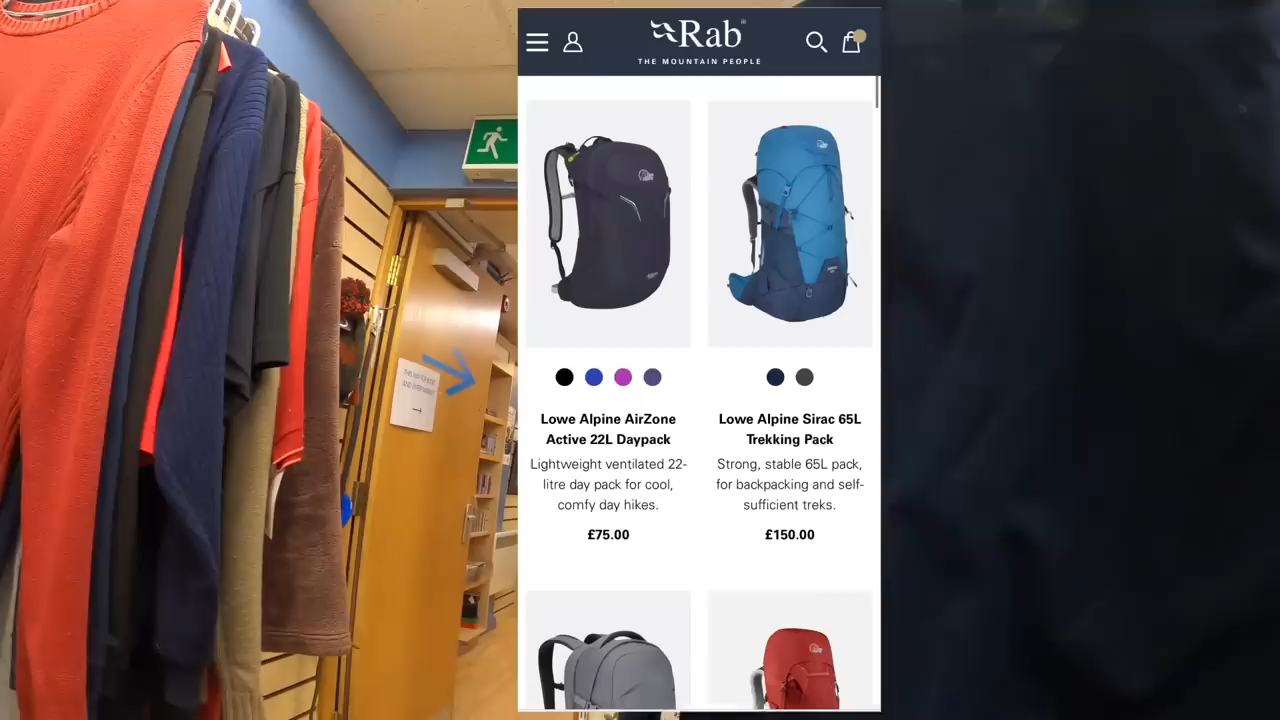 Rab
THE MOUNTAIN PEOPLE
Lowe Alpine AirZone
Active 22L Daypack
Lightweight ventilated 22-
litre day pack for cool,
comfy day hikes.
£75.00
Lowe Alpine Sirac 65L
Trekking Pack
Strong, stable 65L pack,
for backpacking and self-
sufficient treks.
£150.00